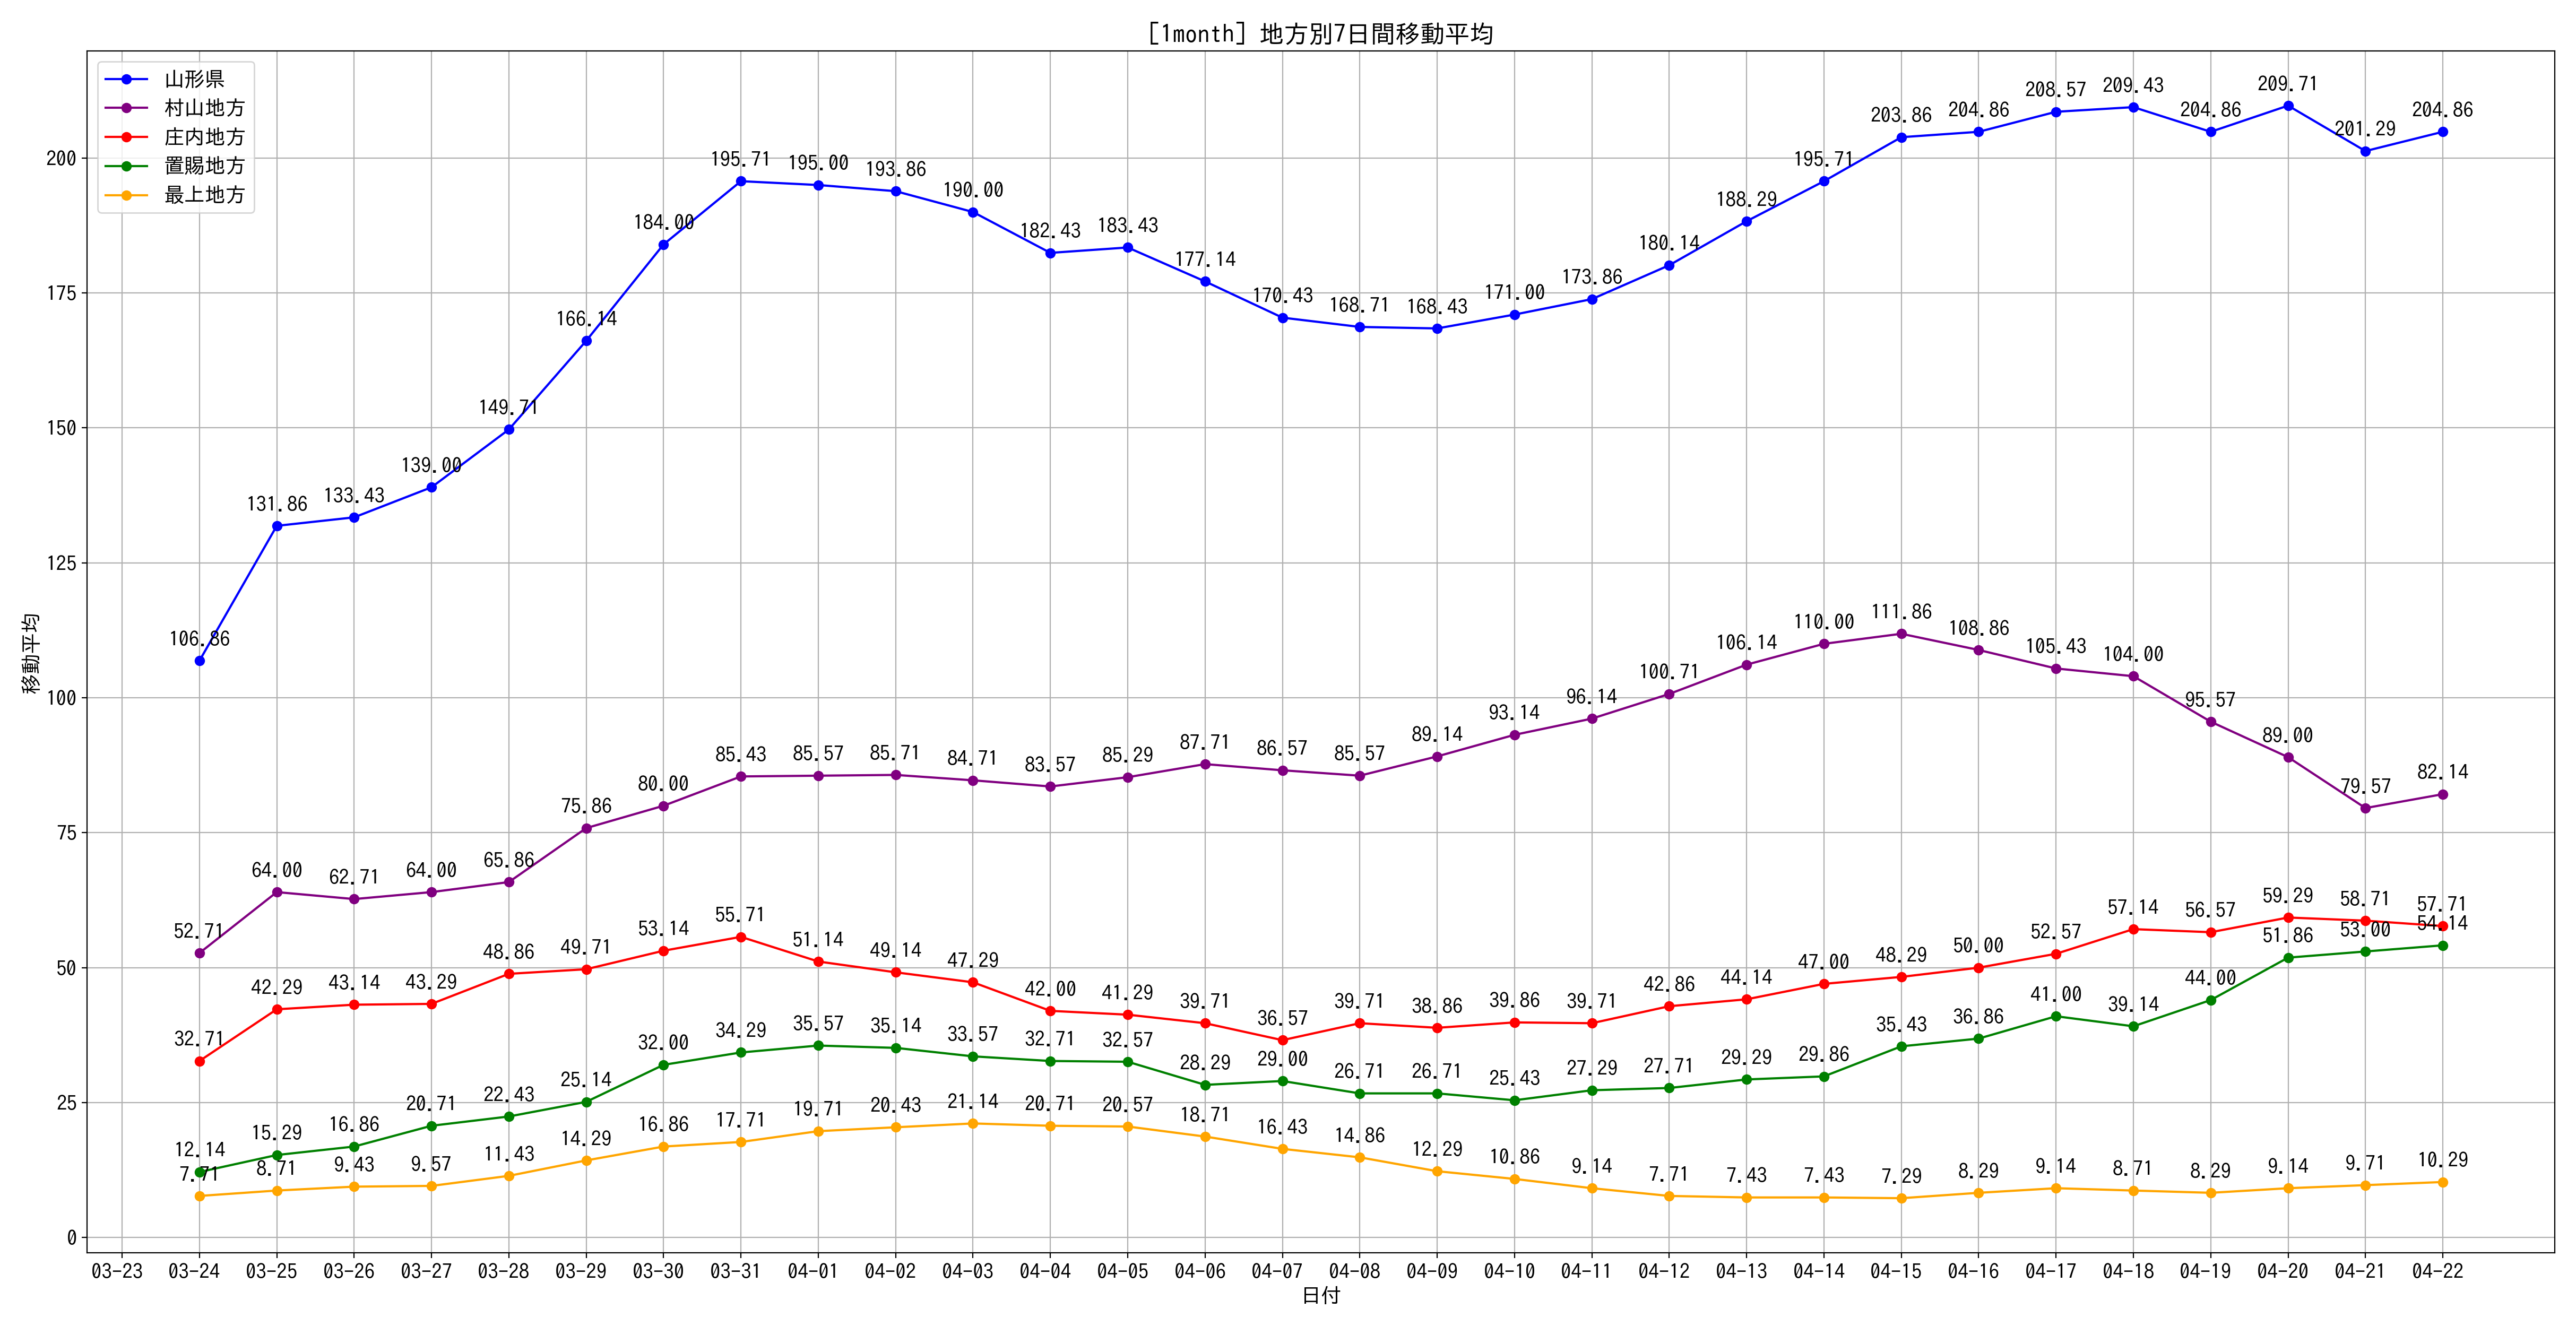 [1month] 地方別7日間移動平均
山形県
村山地方
庄内地方
置賜地方
最上地方
移動平均
200
175
150
125
100
75
50
25
0
106.86 131.86 133.43 139.00 149.71 166.14 184.00 195.71 195.00 193.86 190.00 182.43 183.43 177.14 170.43 168.71 168.43 171.00 173.86 180.14 188.29 195.71 203.86 204.86 208.57 209.43 204.86 209.71 201.29 204.86
52.71 64.00 62.71 64.00 65.86 75.86 80.00 85.43 85.57 85.71 84.71 83.57 85.29 87.71 86.57 85.57 89.14 93.14 96.14 100.71 106.14 110.00 111.86 108.86 105.43 104.00 95.57 89.00 79.57 82.14
32.71 42.29 43.14 43.29 48.86 49.71 53.14 55.71 51.14 49.14 47.29 42.00 41.29 39.71 36.57 39.71 38.86 39.86 39.71 42.86 44.14 47.00 48.29 50.00 52.57 57.14 56.57 59.29 58.71 57.71
12.14 15.29 16.86 20.71 22.43 25.14 32.00 34.29 35.57 35.14 33.57 32.71 32.57 28.29 29.00 26.71 26.71 25.43 27.29 27.71 29.29 29.86 35.43 36.86 41.00 39.14 44.00 51.86 53.00 54.14
7.71 8.71 9.43 9.57 11.43 14.29 16.86 17.71 19.71 20.43 21.14 20.71 20.57 18.71 16.43 14.86 12.29 10.86 9.14 7.71 7.43 7.43 7.29 8.29 9.14 8.71 8.29 9.14 9.71 10.29
03-23 03-24 03-25 03-26 03-27 03-28 03-29 03-30 03-31 04-01 04-02 04-03 04-04 04-05 04-06 04-07 04-08 04-09 04-10 04-11 04-12 04-13 04-14 04-15 04-16 04-17 04-18 04-19 04-20 04-21 04-22
日付